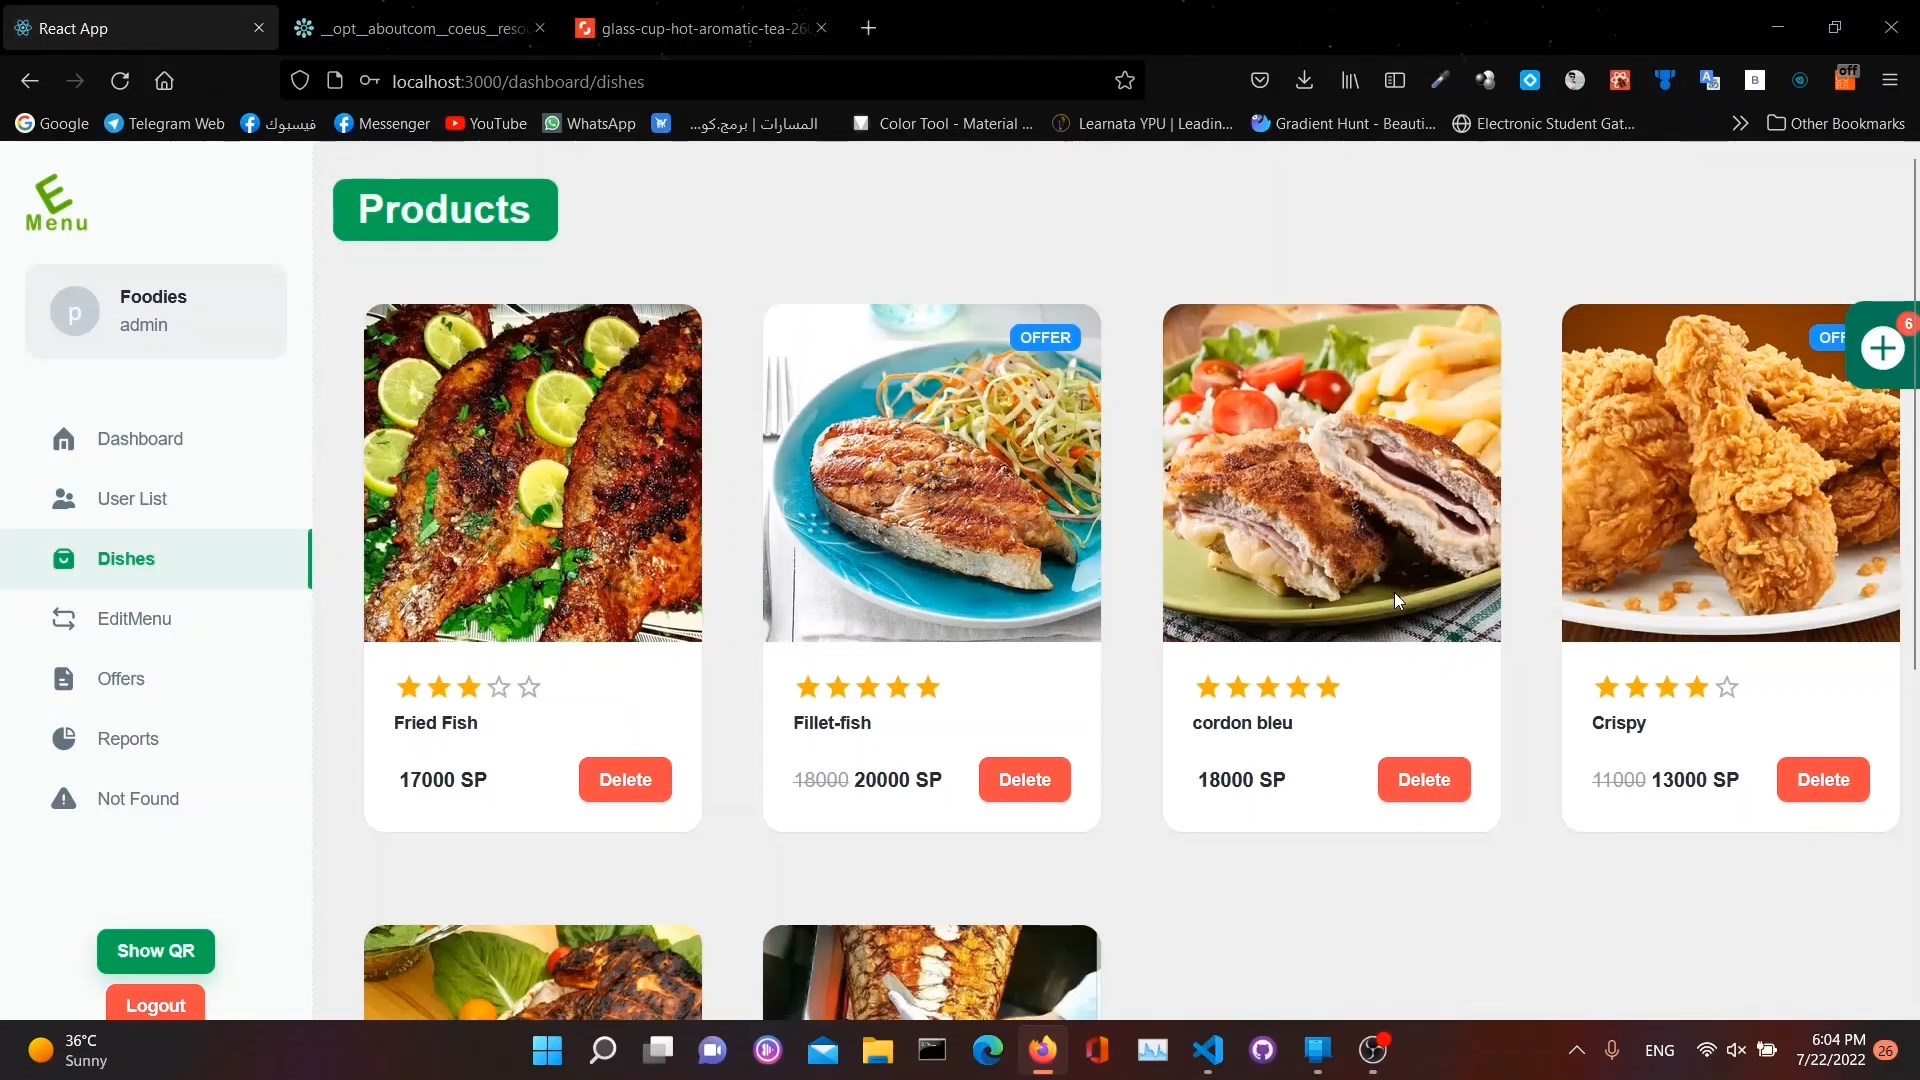 React App
__opt__aboutcom__coeus__reso
glass-cup-hot-aromatic-tea-26
localhost:3000/dashboard/dishes
off
Google
Telegram Web
فيسبوك
Messenger
YouTube
WhatsApp
المسارات | برمج.كو...
Color Tool - Material ...
Learnata YPU | Leadin...
Gradient Hunt - Beauti...
Electronic Student Gat...
Other Bookmarks
E
Menu
p
Foodies
admin
Dashboard
User List
Dishes
EditMenu
Offers
Reports
Not Found
Show QR
Logout
Products
Fried Fish
17000 SP
Delete
OFFER
Fillet-fish
18000 20000 SP
Delete
cordon bleu
18000 SP
Delete
OFF
6
Crispy
11000 13000 SP
Delete
36°C
Sunny
ENG
6:04 PM
7/22/2022
26